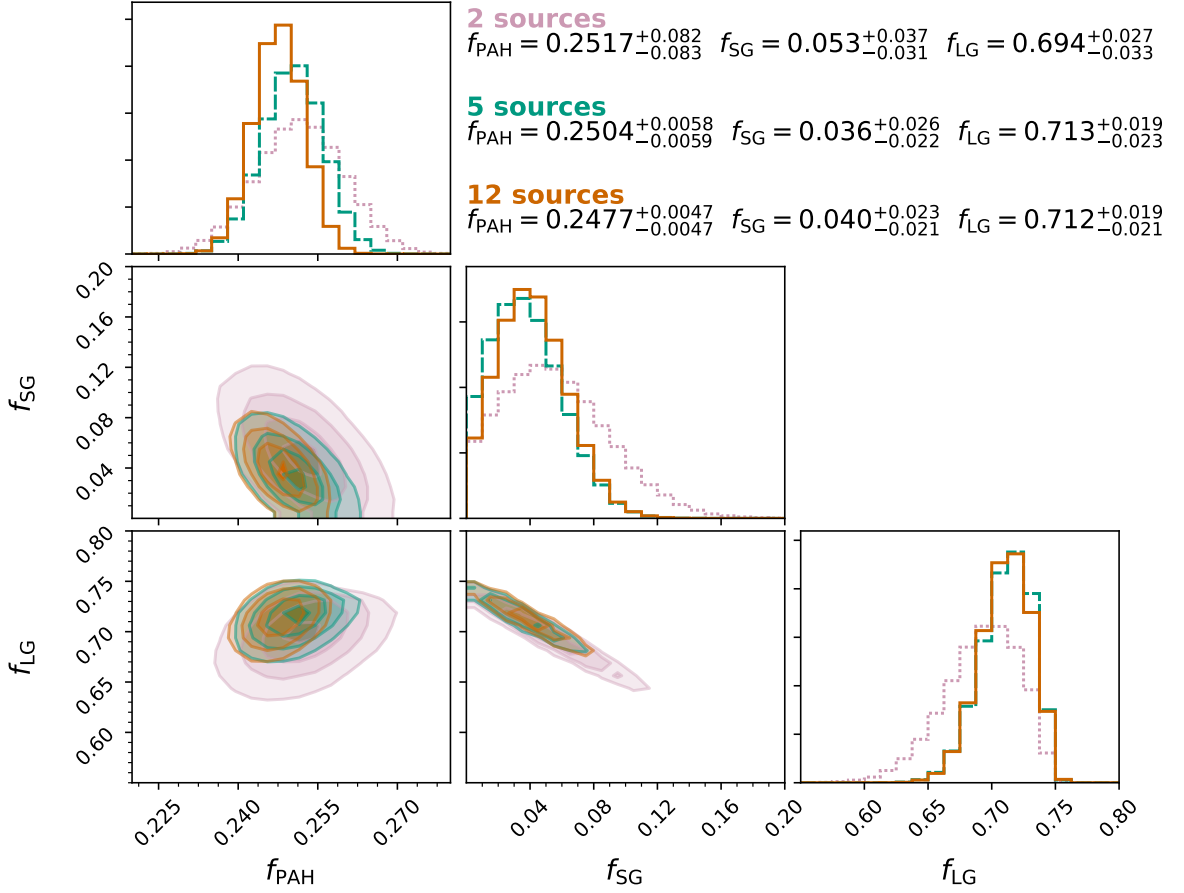 2 sources
f_PAH = 0.2517 +0.082 −0.083 f_SG = 0.053 +0.037 −0.031 f_LG = 0.694 +0.027 −0.033
5 sources
f_PAH = 0.2504 +0.0058 −0.0059 f_SG = 0.036 +0.026 −0.022 f_LG = 0.713 +0.019 −0.023
12 sources
f_PAH = 0.2477 +0.0047 −0.0047 f_SG = 0.040 +0.023 −0.021 f_LG = 0.712 +0.019 −0.021
0.20
0.16
0.12
0.08
0.04
f_SG
0.80
0.75
0.70
0.65
0.60
f_LG
0.225 0.240 0.255 0.270
0.04 0.08 0.12 0.16 0.20
0.60 0.65 0.70 0.75 0.80
f_PAH f_SG f_LG